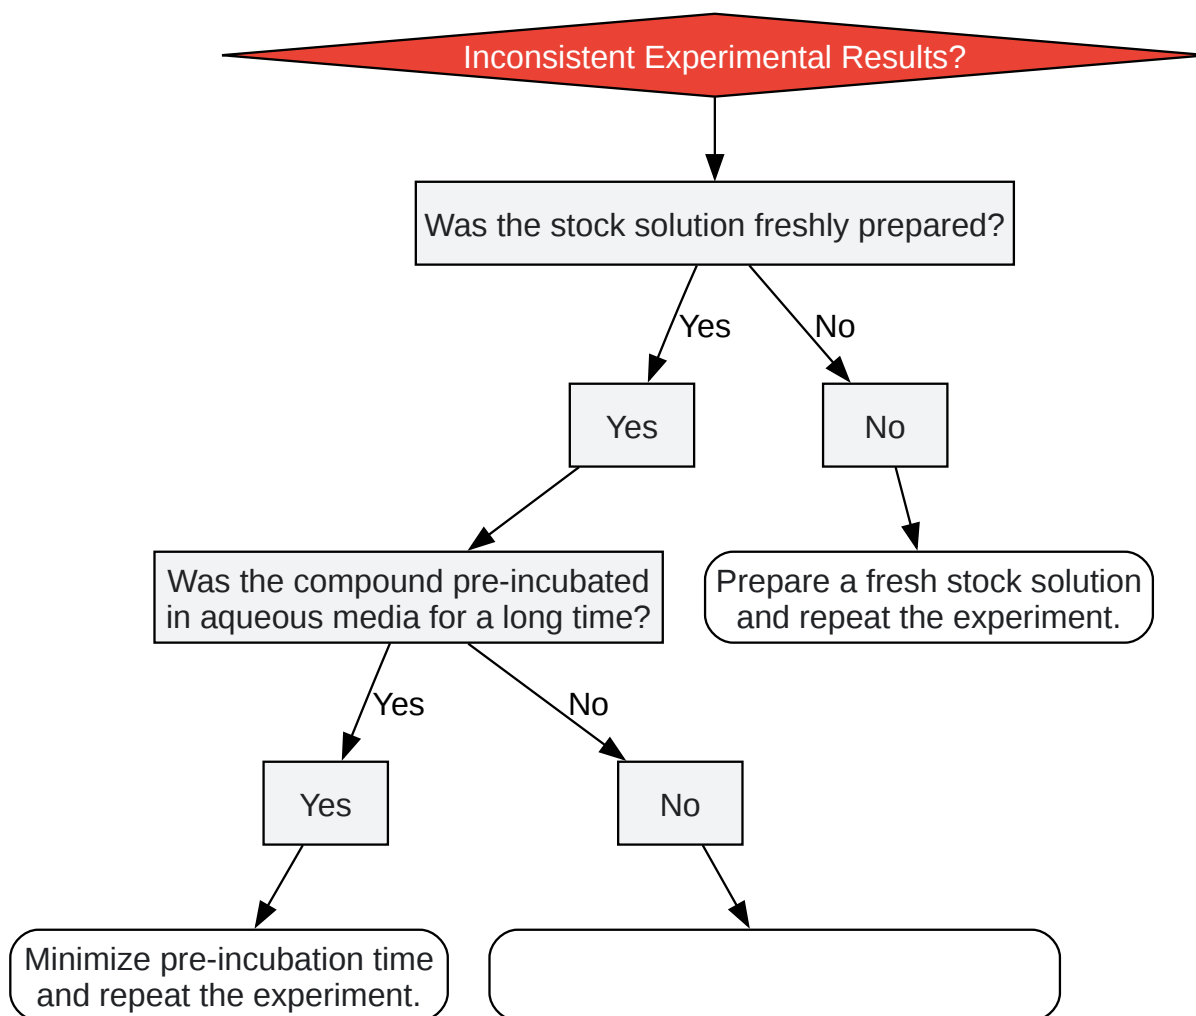 Inconsistent Experimental Results?
Was the stock solution freshly prepared?
Yes
No
Yes
No
Was the compound pre-incubated
in aqueous media for a long time?
Prepare a fresh stock solution
and repeat the experiment.
Yes
No
Yes
No
Minimize pre-incubation time
and repeat the experiment.